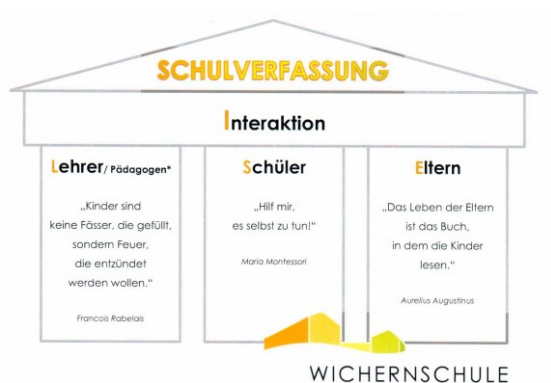 SCHULVERFASSUNG
Interaktion
Lehrer/ Pädagogen*
„Kinder sind
keine Fässer, die gefüllt,
sondern Feuer,
die entzündet
werden wollen.“
Francois Rabelais
Schüler
„Hilf mir,
es selbst zu tun!“
Maria Montessori
Eltern
„Das Leben der Eltern
ist das Buch,
in dem die Kinder
lesen.“
Aurelius Augustinus
WICHERNSCHULE